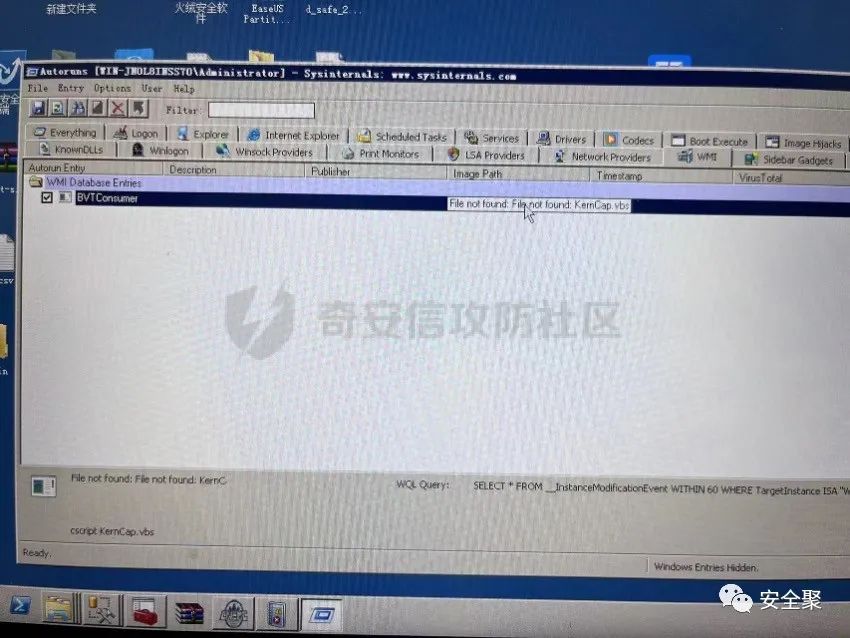 新建文件夹
火绒安全软件
EaseUS Partit...
d_safe_2...
Autoruns [WIN-JMOL8IMSS7O\Administrator] - Sysinternals: www.sysinternals.com
File Entry Options User Help
Filter:
Everything Logon Explorer Internet Explorer Scheduled Tasks Services Drivers Codecs Boot Execute Image Hijacks
KnownDLLs Winlogon Winsock Providers Print Monitors LSA Providers Network Providers WMI Sidebar Gadgets
Autorun Entry Description Publisher Image Path Timestamp VirusTotal
WMI Database Entries
BVTConsumer File not found: File not found: KernCap.vbs
奇安信攻防社区
File not found: File not found: KernC
WQL Query: SELECT * FROM __InstanceModificationEvent WITHIN 60 WHERE TargetInstance ISA "W
cscript KernCap.vbs
Ready.
Windows Entries Hidden.
安全聚